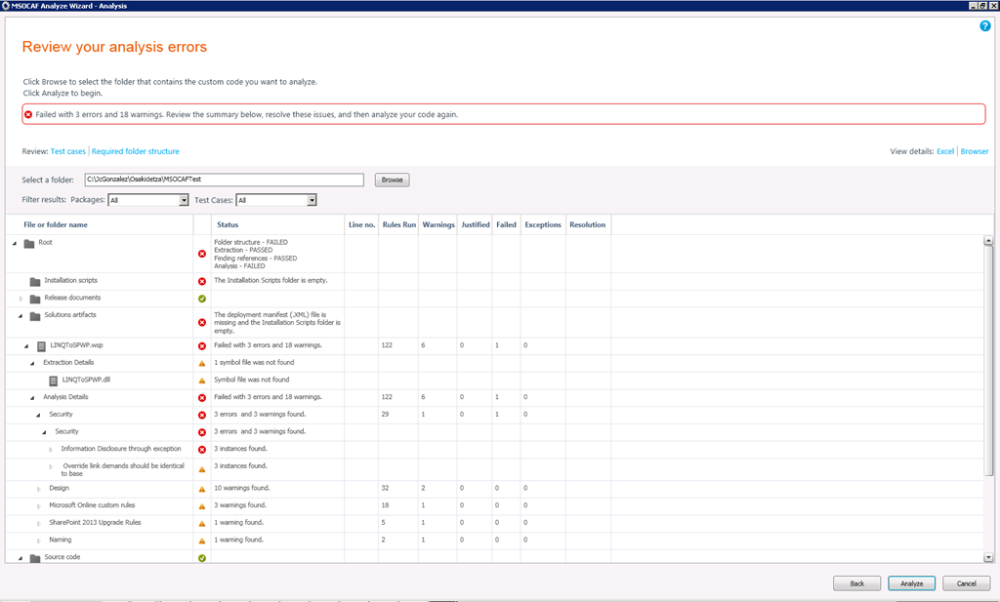 MSOCAF Analyze Wizard - Analysis
?
Review your analysis errors
Click Browse to select the folder that contains the custom code you want to analyze.
Click Analyze to begin.
Failed with 3 errors and 18 warnings. Review the summary below, resolve these issues, and then analyze your code again.
Review: Test cases | Required folder structure View details: Excel | Browser
Select a folder: C:\JcGonzalez\Osakidetza\MSOCAFTest Browse
Filter results: Packages: All Test Cases: All
File or folder name Status Line no. Rules Run Warnings Justified Failed Exceptions Resolution
Root
Folder structure - FAILED
Extraction - PASSED
Finding references - PASSED
Analysis - FAILED
Installation scripts The Installation Scripts folder is empty.
Release documents
Solutions artifacts
The deployment manifest (.XML) file is
missing and the Installation Scripts folder is
empty.
LINQToSPWP.wsp Failed with 3 errors and 18 warnings. 122 6 0 1 0
Extraction Details 1 symbol file was not found
LINQToSPWP.dll Symbol file was not found
Analysis Details Failed with 3 errors and 18 warnings. 122 6 0 1 0
Security 3 errors and 3 warnings found. 29 1 0 1 0
Security 3 errors and 3 warnings found.
Information Disclosure through exception 3 instances found.
Override link demands should be identical 3 instances found.
to base
Design 10 warnings found. 32 2 0 0 0
Microsoft Online custom rules 3 warnings found. 18 1 0 0 0
SharePoint 2013 Upgrade Rules 1 warning found. 5 1 0 0 0
Naming 1 warning found. 2 1 0 0 0
Source code
Back Analyze Cancel